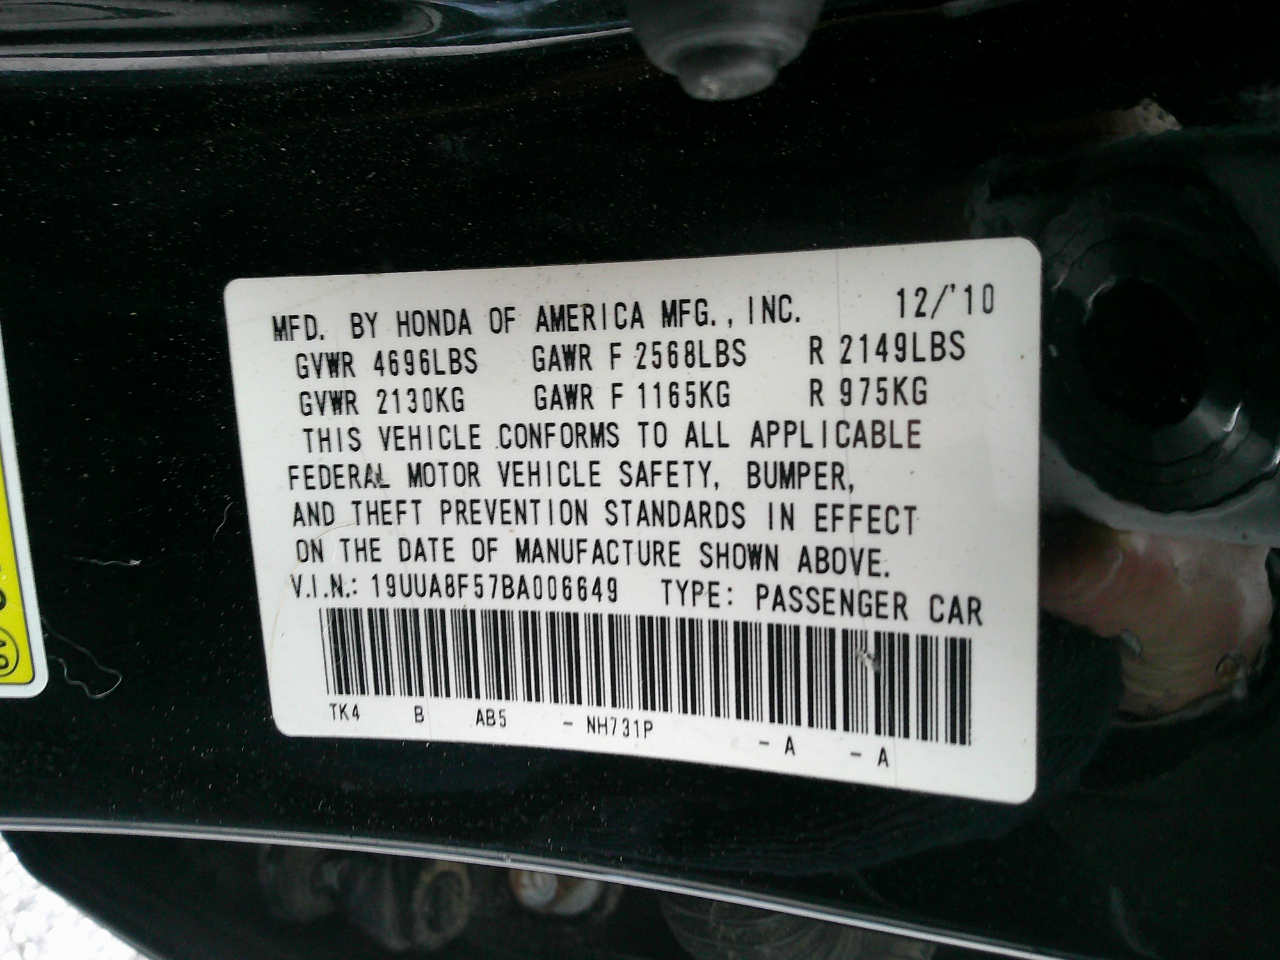 MFD. BY HONDA OF AMERICA MFG., INC. 12/'10
GVWR 4696LBS GAWR F 2568LBS R 2149LBS
GVWR 2130KG GAWR F 1165KG R 975KG
THIS VEHICLE CONFORMS TO ALL APPLICABLE
FEDERAL MOTOR VEHICLE SAFETY, BUMPER,
AND THEFT PREVENTION STANDARDS IN EFFECT
ON THE DATE OF MANUFACTURE SHOWN ABOVE.
V.I.N.: 19UUA8F57BA006649 TYPE: PASSENGER CAR
TK4 B AB5 - NH731P - A - A